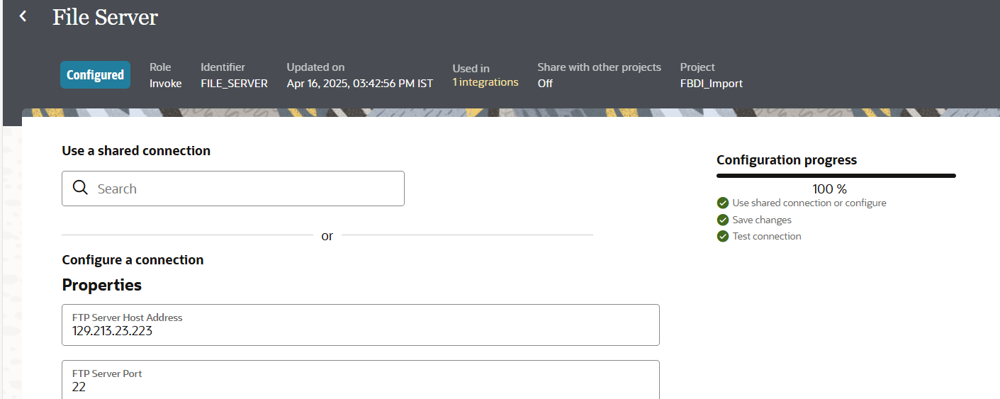 File Server
Configured
Role
Invoke
Identifier
FILE_SERVER
Updated on
Apr 16, 2025, 03:42:56 PM IST
Used in
1 integrations
Share with other projects
Off
Project
FBDI_Import
Use a shared connection
Search
or
Configure a connection
Properties
FTP Server Host Address
129.213.23.223
FTP Server Port
22
Configuration progress
100 %
Use shared connection or configure
Save changes
Test connection